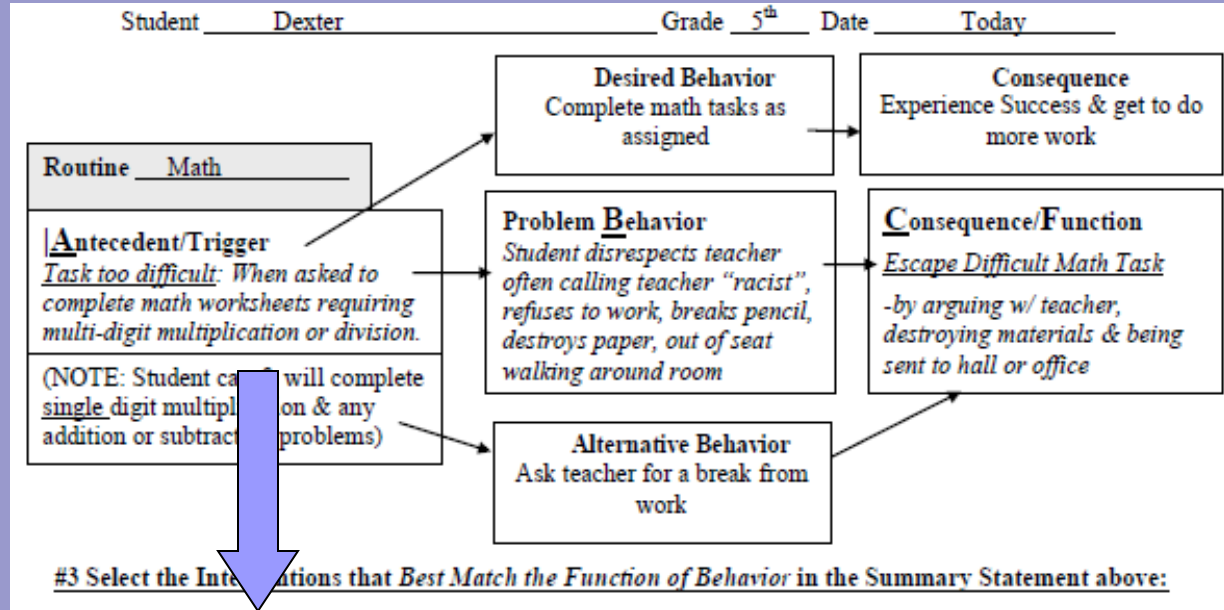 Student Dexter Grade 5th Date Today
Desired Behavior
Complete math tasks as
assigned
Consequence
Experience Success & get to do
more work
Routine Math
|Antecedent/Trigger
Task too difficult: When asked to
complete math worksheets requiring
multi-digit multiplication or division.
(NOTE: Student will complete
single digit & any
addition or problems)
Problem Behavior
Student disrespects teacher
often calling teacher “racist”,
refuses to work, breaks pencil,
destroys paper, out of seat
walking around room
Consequence/Function
Escape Difficult Math Task
-by arguing w/ teacher,
destroying materials & being
sent to hall or office
Alternative Behavior
Ask teacher for a break from
work
#3 Select the that Best Match the Function of Behavior in the Summary Statement above: